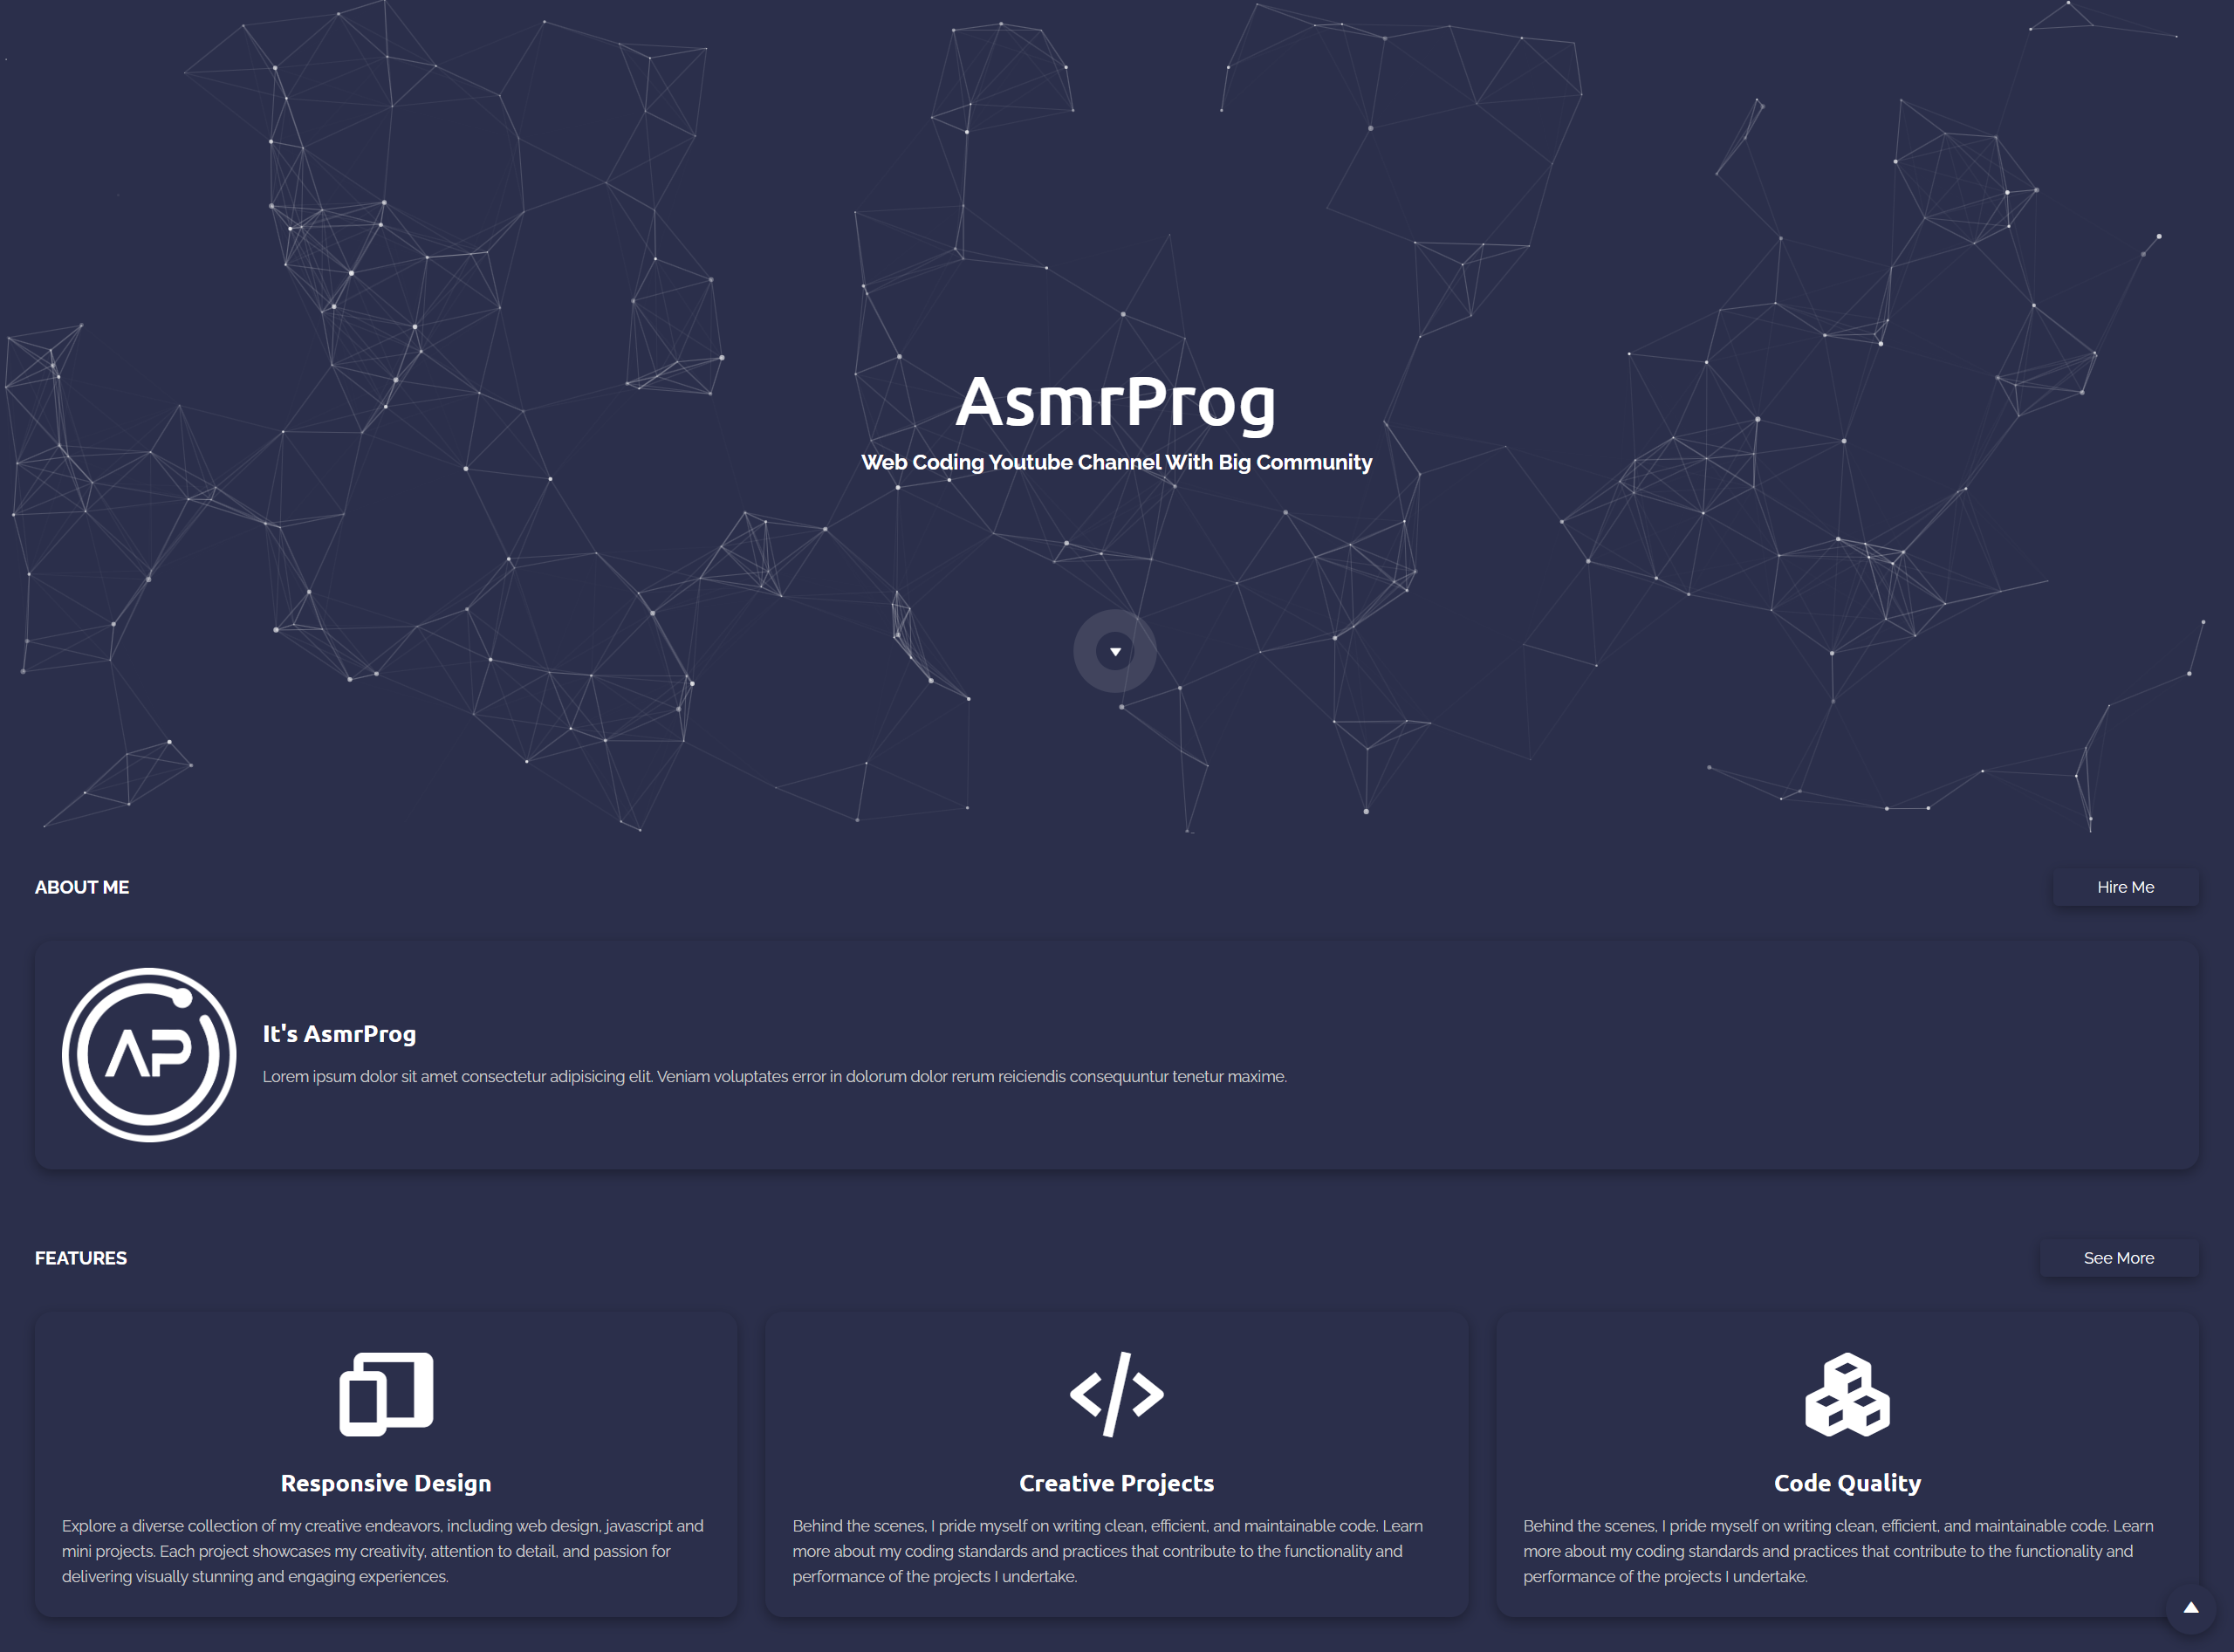 AsmrProg
Web Coding Youtube Channel With Big Community
ABOUT ME
Hire Me
AP
It's AsmrProg
Lorem ipsum dolor sit amet consectetur adipisicing elit. Veniam voluptates error in dolorum dolor rerum reiciendis consequuntur tenetur maxime.
FEATURES
See More
Responsive Design
Explore a diverse collection of my creative endeavors, including web design, javascript and
mini projects. Each project showcases my creativity, attention to detail, and passion for
delivering visually stunning and engaging experiences.
Creative Projects
Behind the scenes, I pride myself on writing clean, efficient, and maintainable code. Learn
more about my coding standards and practices that contribute to the functionality and
performance of the projects I undertake.
Code Quality
Behind the scenes, I pride myself on writing clean, efficient, and maintainable code. Learn
more about my coding standards and practices that contribute to the functionality and
performance of the projects I undertake.